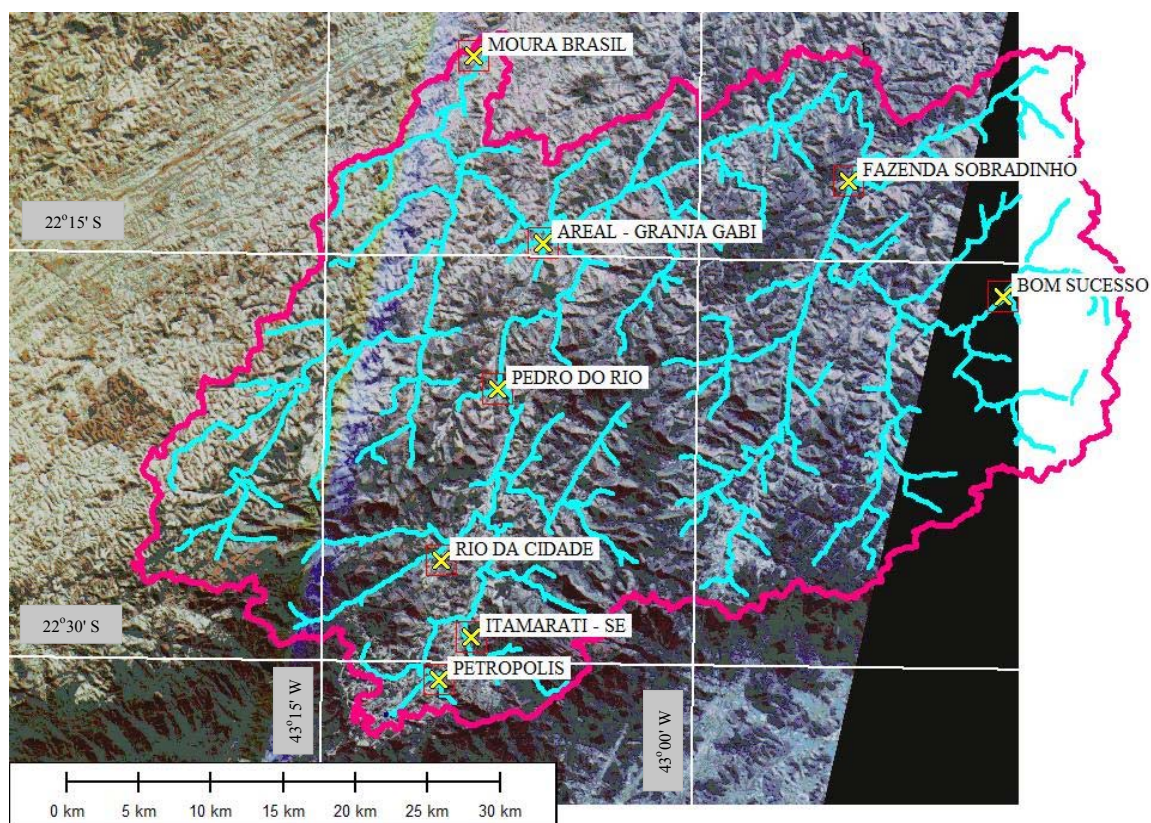 MOURA BRASIL
FAZENDA SOBRADINHO
22°15' S
AREAL - GRANJA GABI
BOM SUCESSO
PEDRO DO RIO
RIO DA CIDADE
22°30' S
ITAMARATI - SE
PETROPOLIS
43°15' W
43°00' W
0 km 5 km 10 km 15 km 20 km 30 km